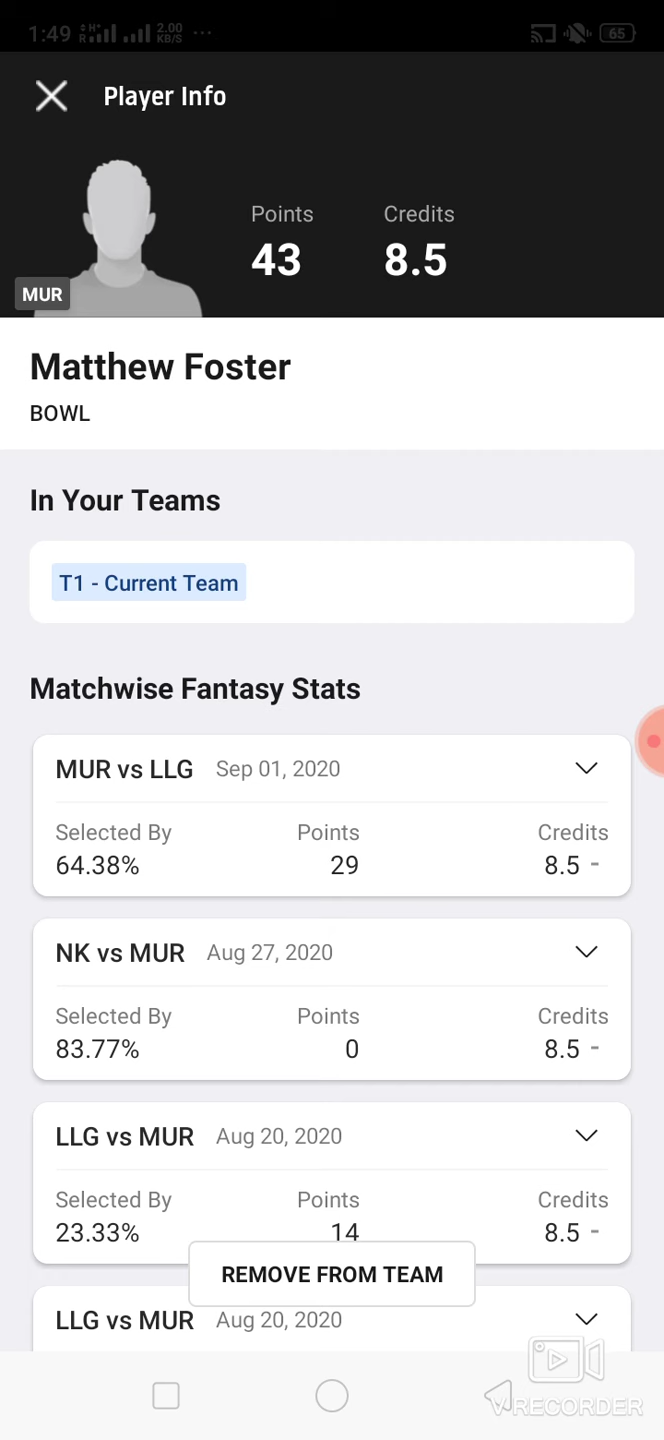 1:49 R H+ 2.00 KB/S ... 65
Player Info
Points Credits
43 8.5
MUR
Matthew Foster
BOWL
In Your Teams
T1 - Current Team
Matchwise Fantasy Stats
MUR vs LLG Sep 01, 2020
Selected By Points Credits
64.38% 29 8.5 -
NK vs MUR Aug 27, 2020
Selected By Points Credits
83.77% 0 8.5 -
LLG vs MUR Aug 20, 2020
Selected By Points Credits
23.33% 14 8.5 -
REMOVE FROM TEAM
LLG vs MUR Aug 20, 2020
VRECORDER